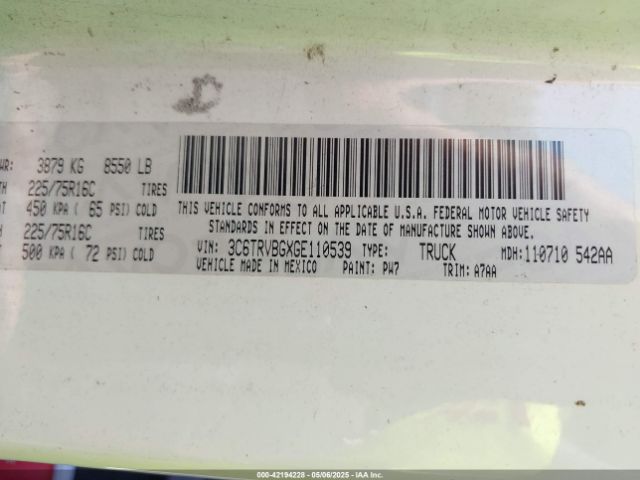 WR: 3879 KG 8550 LB
TH 225/75R16C TIRES
T 450 KPA ( 65 PSI) COLD
H 225/75R16C TIRES
T 500 KPA ( 72 PSI) COLD
THIS VEHICLE CONFORMS TO ALL APPLICABLE U.S.A. FEDERAL MOTOR VEHICLE SAFETY
STANDARDS IN EFFECT ON THE DATE OF MANUFACTURE SHOWN ABOVE.
VIN: 3C6TRVBGXGE110539 TYPE: TRUCK MDH: 110710 542AA
VEHICLE MADE IN MEXICO PAINT: PW7 TRIM: A7AA
000-42194228 - 05/06/2025 - IAA Inc.